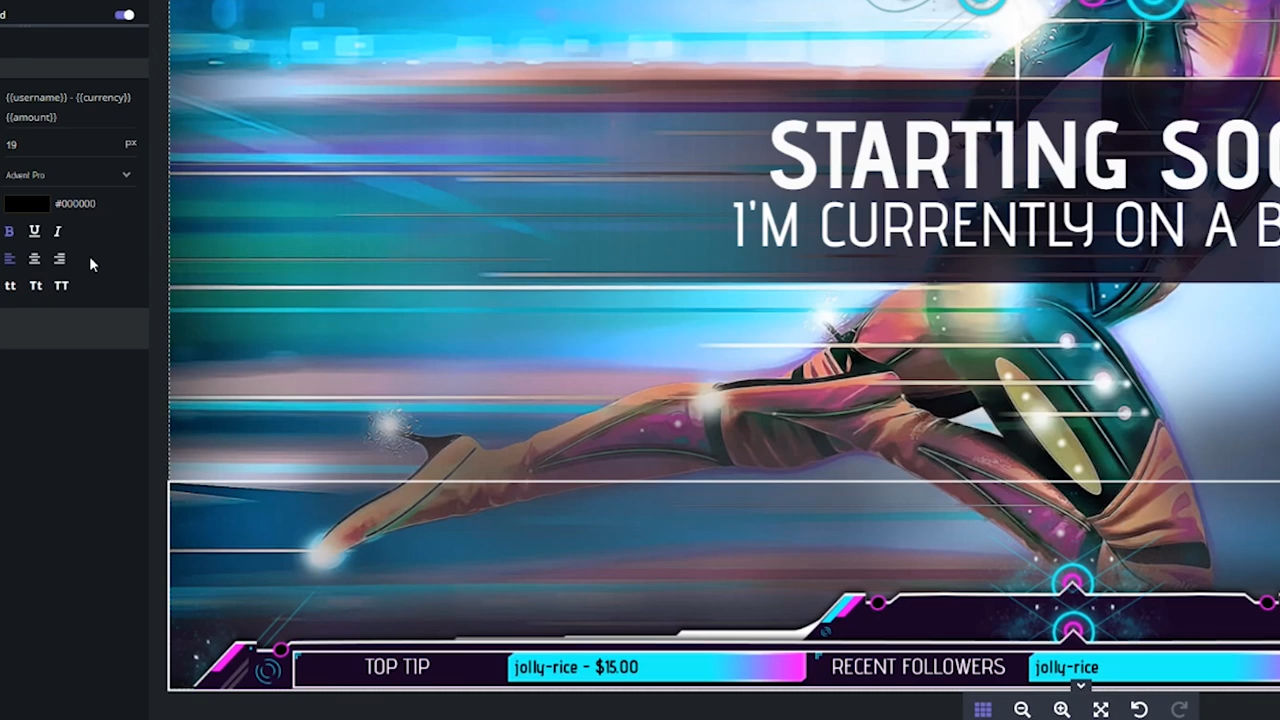 d
{{username}} - {{currency}}
{{amount}}
19 px
Advent Pro
#000000
B U I
tt Tt TT
STARTING SOO
I'M CURRENTLY ON A B
TOP TIP jolly-rice - $15.00 RECENT FOLLOWERS jolly-rice